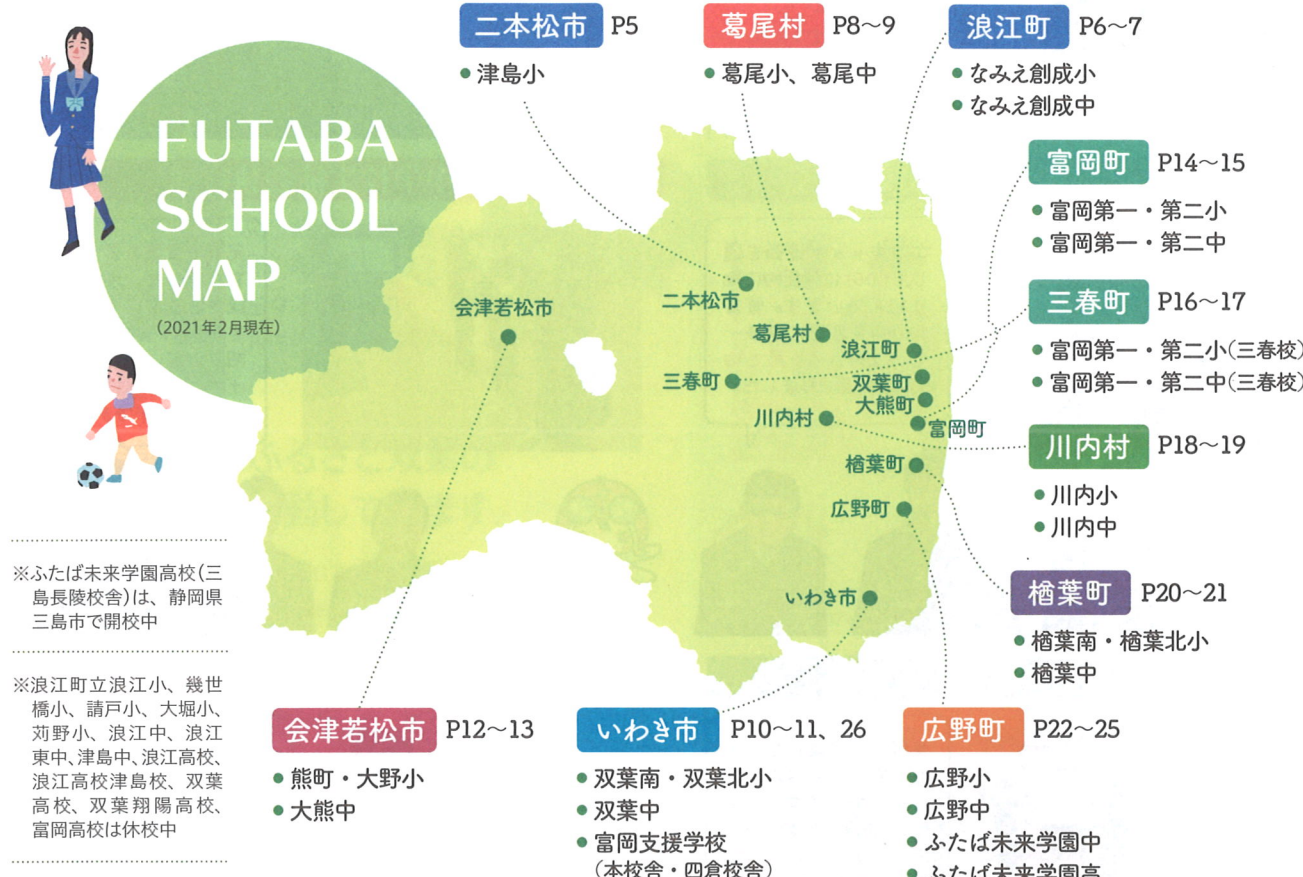 FUTABA
SCHOOL
MAP
(2021年2月現在)
二本松市 P5
● 津島小
葛尾村 P8〜9
● 葛尾小、葛尾中
浪江町 P6〜7
● なみえ創成小
● なみえ創成中
富岡町 P14〜15
● 富岡第一・第二小
● 富岡第一・第二中
三春町 P16〜17
● 富岡第一・第二小(三春校)
● 富岡第一・第二中(三春校)
川内村 P18〜19
● 川内小
● 川内中
楢葉町 P20〜21
● 楢葉南・楢葉北小
● 楢葉中
会津若松市
二本松市
葛尾村
浪江町
三春町
双葉町
大熊町
川内村
富岡町
楢葉町
広野町
いわき市
※ふたば未来学園高校(三
島長陵校舎)は、静岡県
三島市で開校中
※浪江町立浪江小、幾世
橋小、請戸小、大堀小、
苅野小、浪江中、浪江
東中、津島中、浪江高校、
浪江高校津島校、双葉
高校、双葉翔陽高校、
富岡高校は休校中
会津若松市 P12〜13
● 熊町・大野小
● 大熊中
いわき市 P10〜11、26
● 双葉南・双葉北小
● 双葉中
● 富岡支援学校
(本校舎・四倉校舎)
広野町 P22〜25
● 広野小
● 広野中
● ふたば未来学園中
● ふたば未来学園高